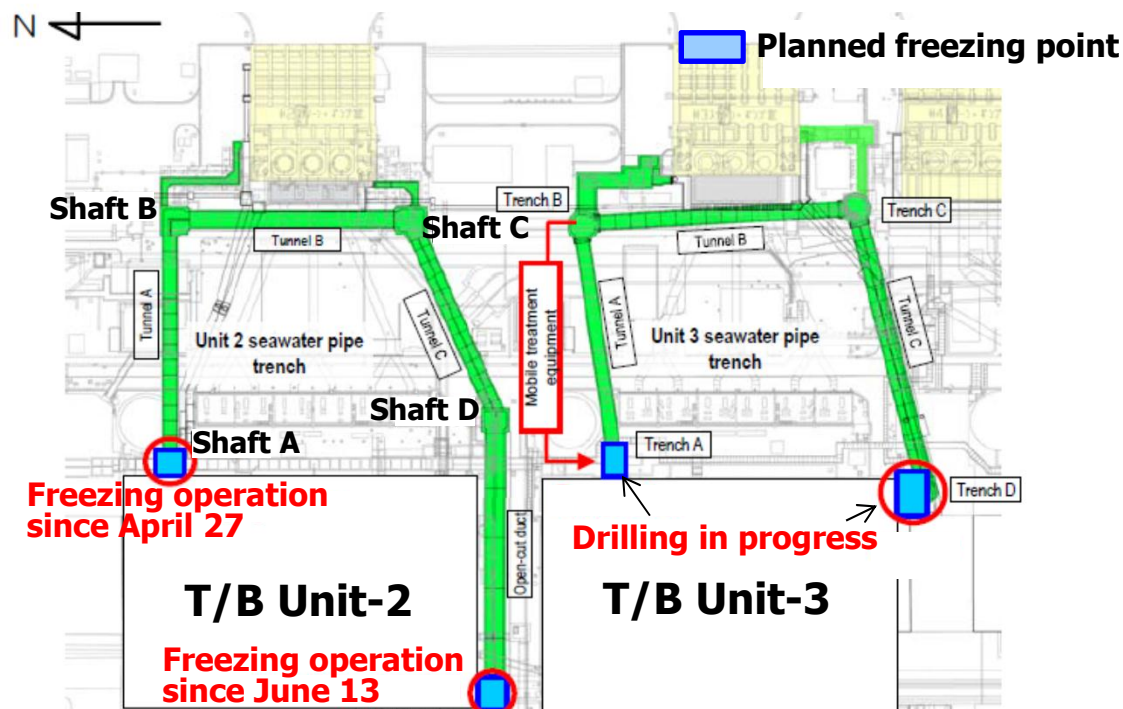 N
Planned freezing point
Shaft B
Shaft C
Trench B
Trench C
Tunnel B
Tunnel B
Tunnel A
Tunnel C
Tunnel A
Tunnel C
Mobile treatment
equipment
Unit 2 seawater pipe
trench
Unit 3 seawater pipe
trench
Shaft D
Shaft A
Trench A
Trench D
Freezing operation
since April 27
Drilling in progress
Open-cut duct
T/B Unit-2
T/B Unit-3
Freezing operation
since June 13